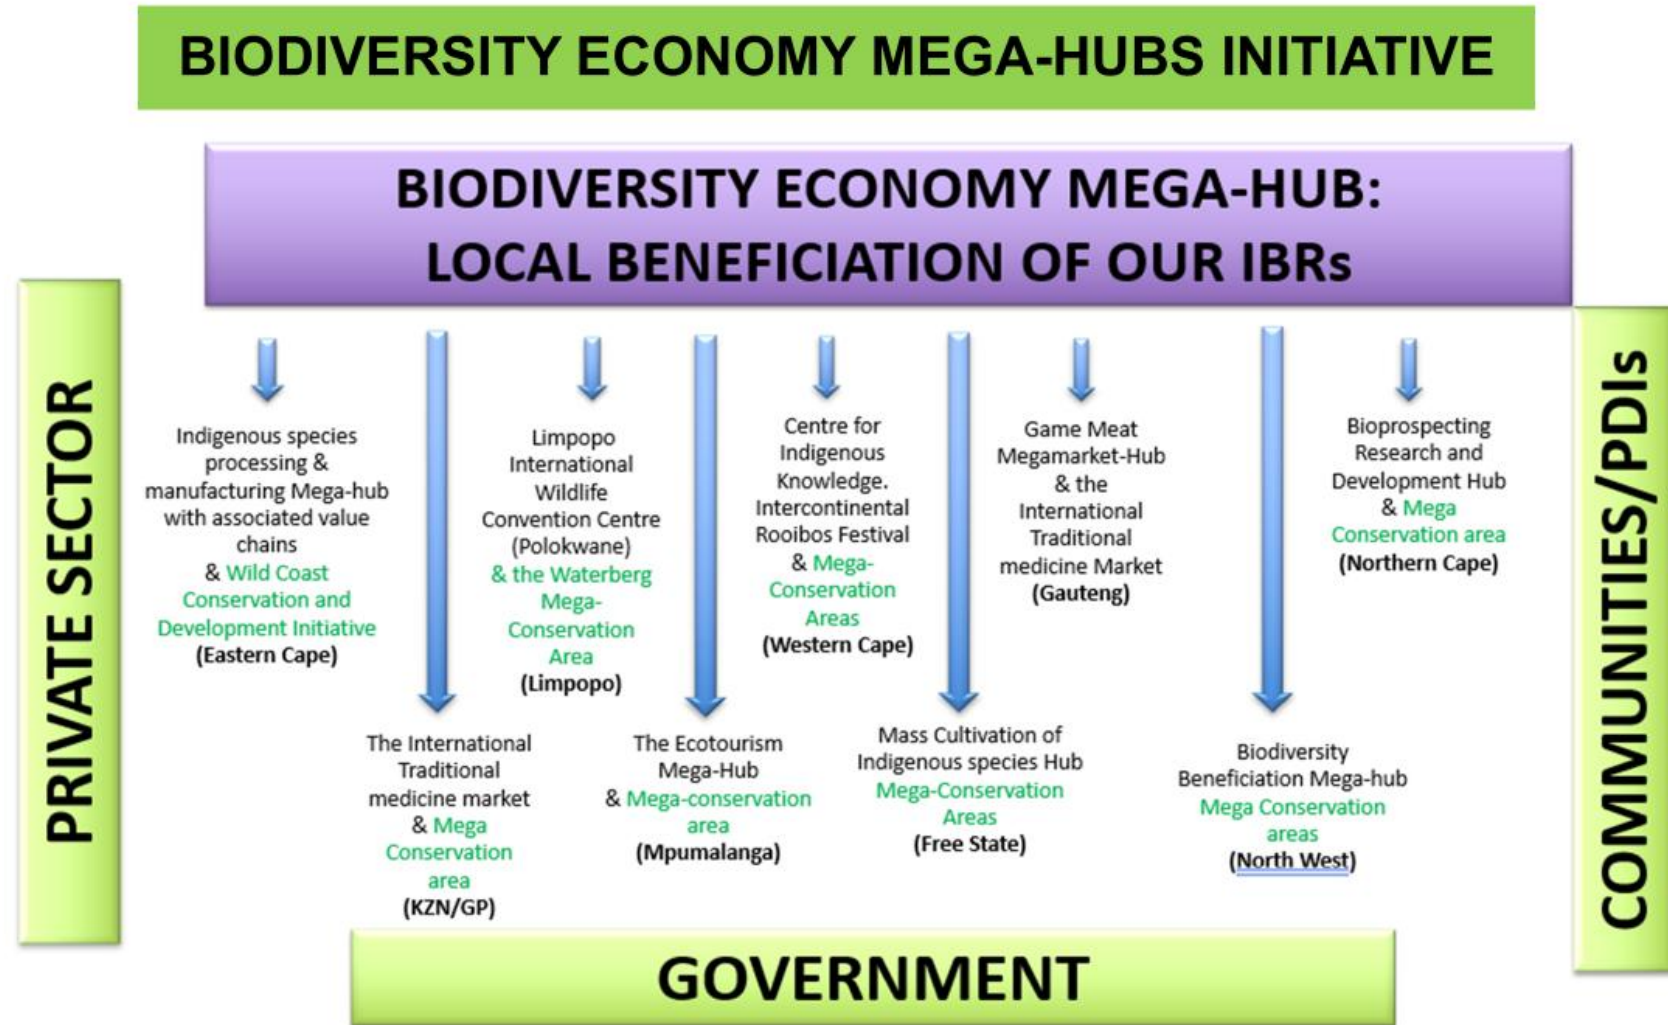 BIODIVERSITY ECONOMY MEGA-HUBS INITIATIVE
BIODIVERSITY ECONOMY MEGA-HUB:
LOCAL BENEFICIATION OF OUR IBRs
PRIVATE SECTOR
Indigenous species
processing &
manufacturing Mega-hub
with associated value
chains
& Wild Coast
Conservation and
Development Initiative
(Eastern Cape)
The International
Traditional
medicine market
& Mega
Conservation
area
(KZN/GP)
Limpopo
International
Wildlife
Convention Centre
(Polokwane)
& the Waterberg
Mega-
Conservation
Area
(Limpopo)
The Ecotourism
Mega-Hub
& Mega-conservation
area
(Mpumalanga)
Centre for
Indigenous
Knowledge.
Intercontinental
Rooibos Festival
& Mega-
Conservation
Areas
(Western Cape)
Mass Cultivation of
Indigenous species Hub
Mega-Conservation
Areas
(Free State)
Game Meat
Megamarket-Hub
& the
International
Traditional
medicine Market
(Gauteng)
Biodiversity
Beneficiation Mega-hub
Mega Conservation
areas
(North West)
Bioprospecting
Research and
Development Hub
& Mega
Conservation area
(Northern Cape)
COMMUNITIES/PDIs
GOVERNMENT